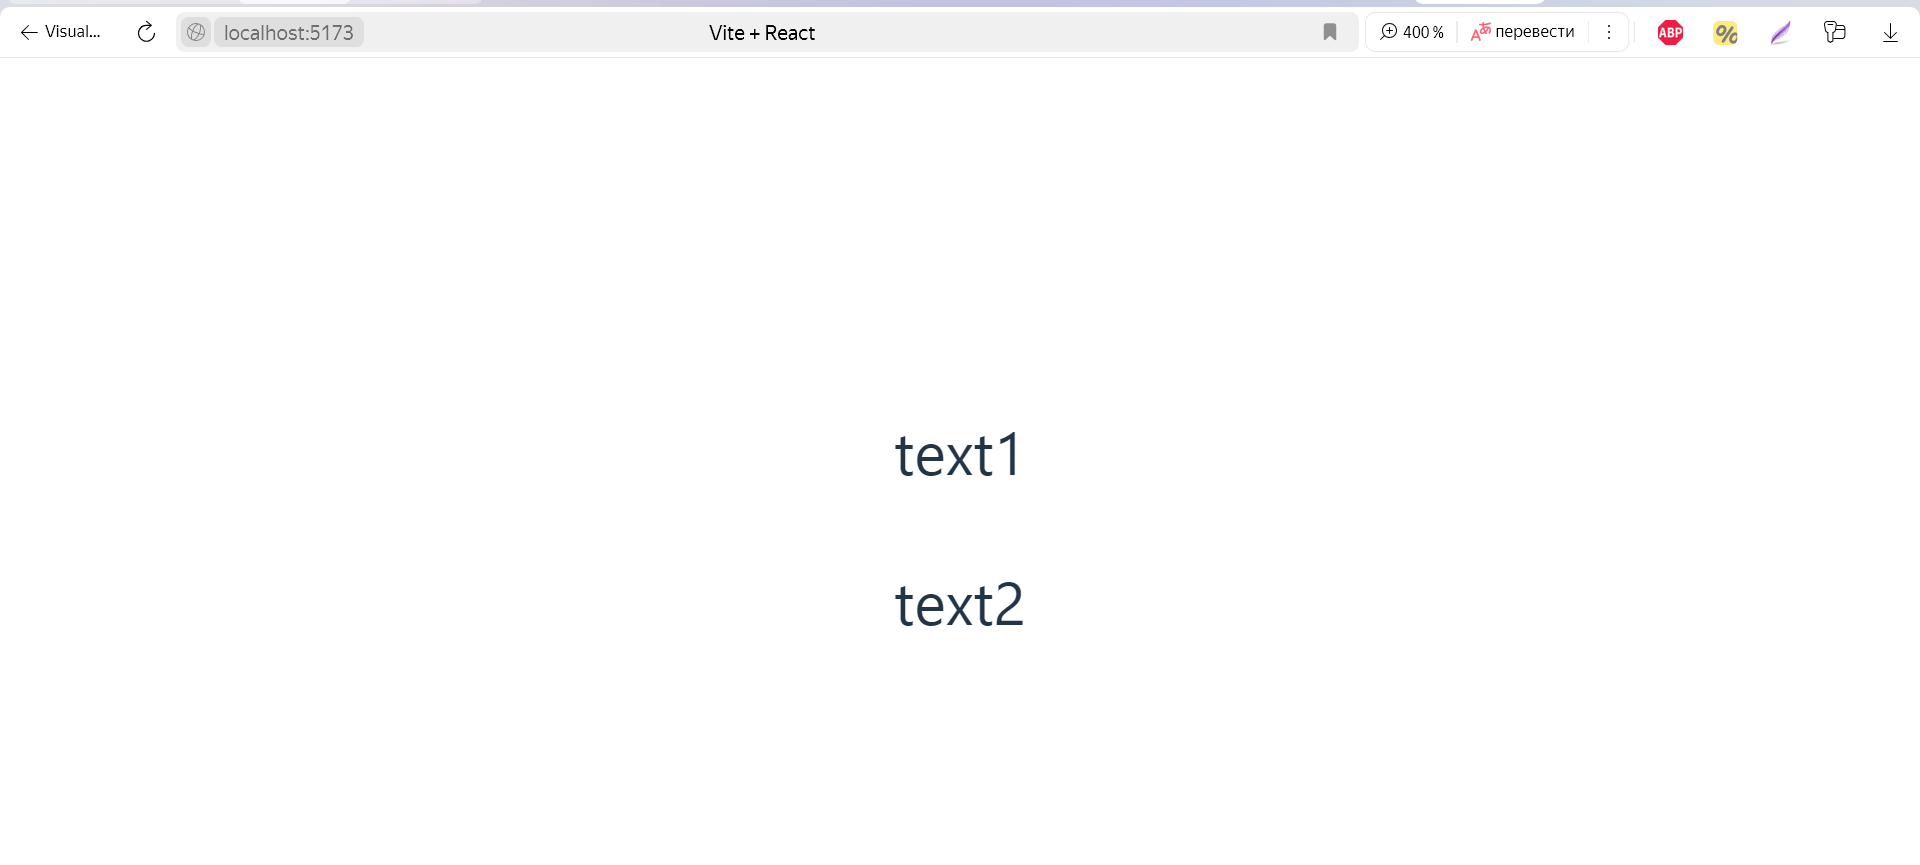 Visual... localhost:5173 Vite + React 400 % перевести ABP %
text1
text2